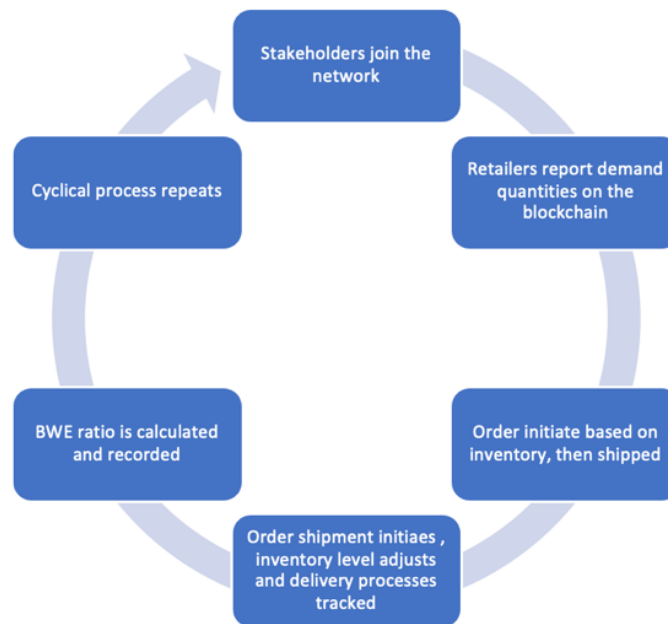 Stakeholders join the
network
Retailers report demand
quantities on the
blockchain
Order initiate based on
inventory, then shipped
Order shipment initiaes ,
inventory level adjusts
and delivery processes
tracked
BWE ratio is calculated
and recorded
Cyclical process repeats